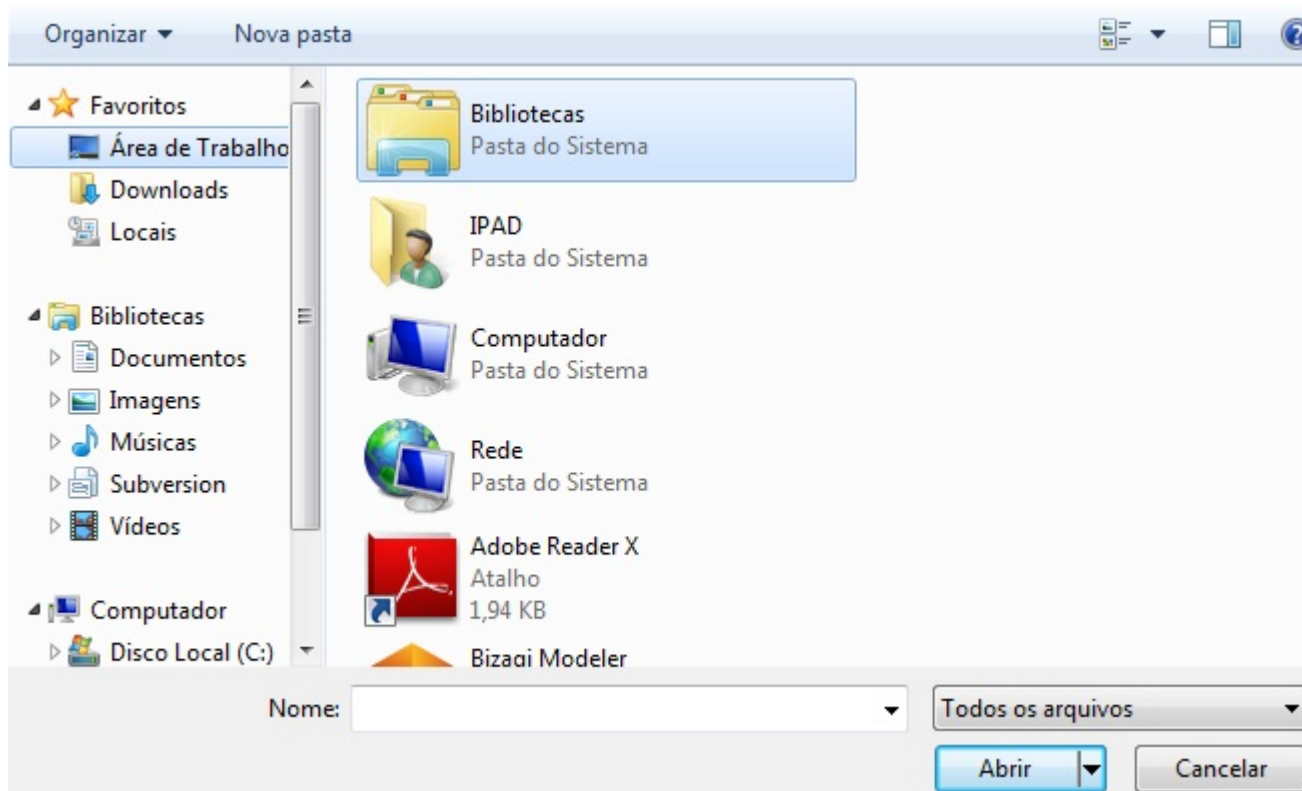 Organizar Nova pasta
Favoritos
Área de Trabalho
Downloads
Locais
Bibliotecas
Documentos
Imagens
Músicas
Subversion
Vídeos
Computador
Disco Local (C:)
Bibliotecas
Pasta do Sistema
IPAD
Pasta do Sistema
Computador
Pasta do Sistema
Rede
Pasta do Sistema
Adobe Reader X
Atalho
1,94 KB
Bizagi Modeler
Nome: Todos os arquivos
Abrir Cancelar